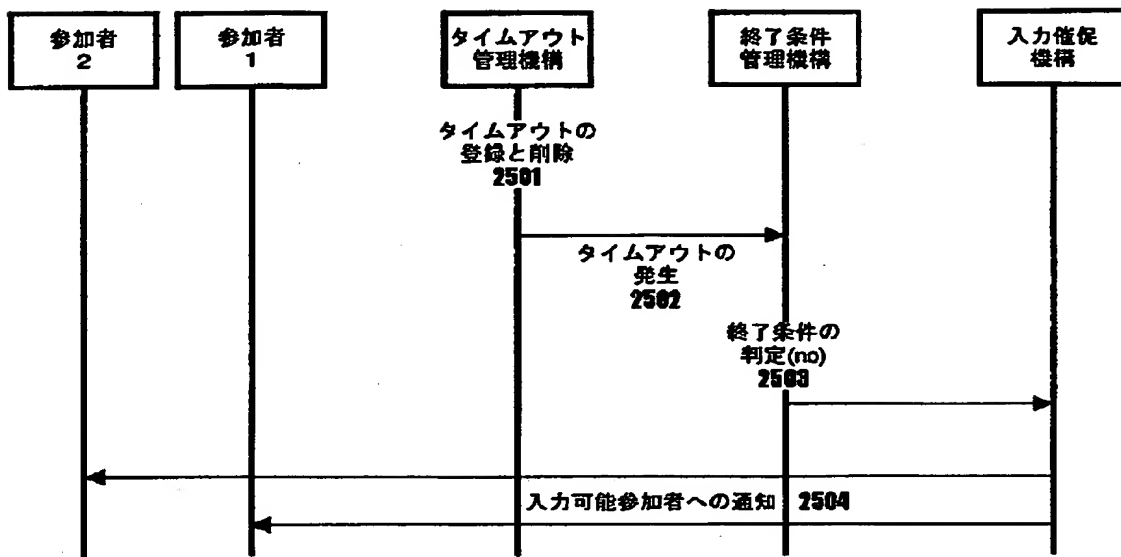 参加者
2
参加者
1
タイムアウト
管理機構
終了条件
管理機構
入力催促
機構
タイムアウトの
登録と削除
2501
タイムアウトの
発生
2502
終了条件の
判定(no)
2503
入力可能参加者への通知 2504